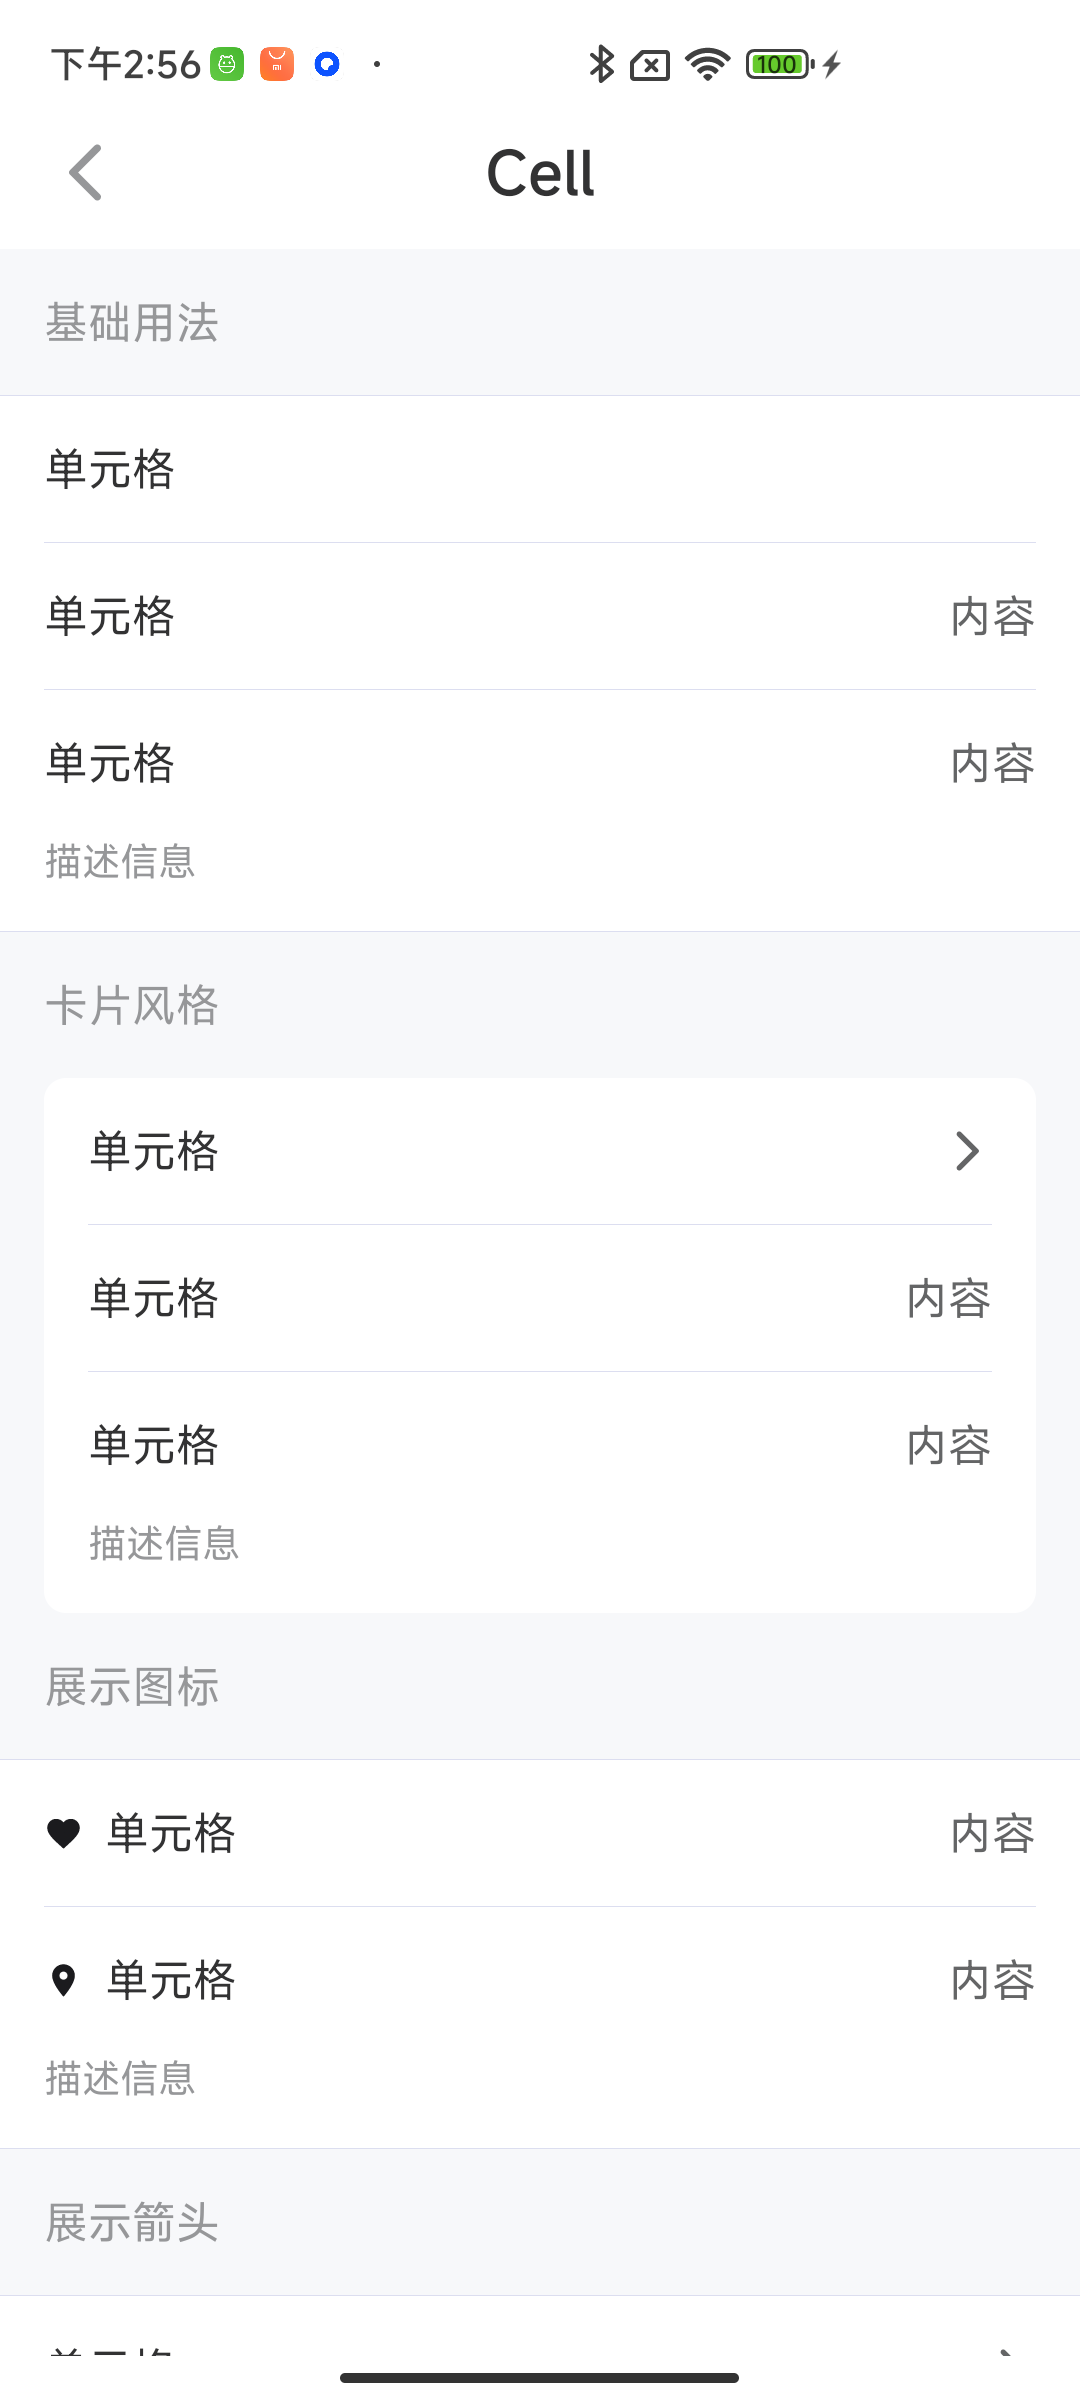 下午2:56
100
Cell
基础用法
单元格
单元格 内容
单元格 内容
描述信息
卡片风格
单元格
单元格 内容
单元格 内容
描述信息
展示图标
单元格 内容
单元格 内容
描述信息
展示箭头